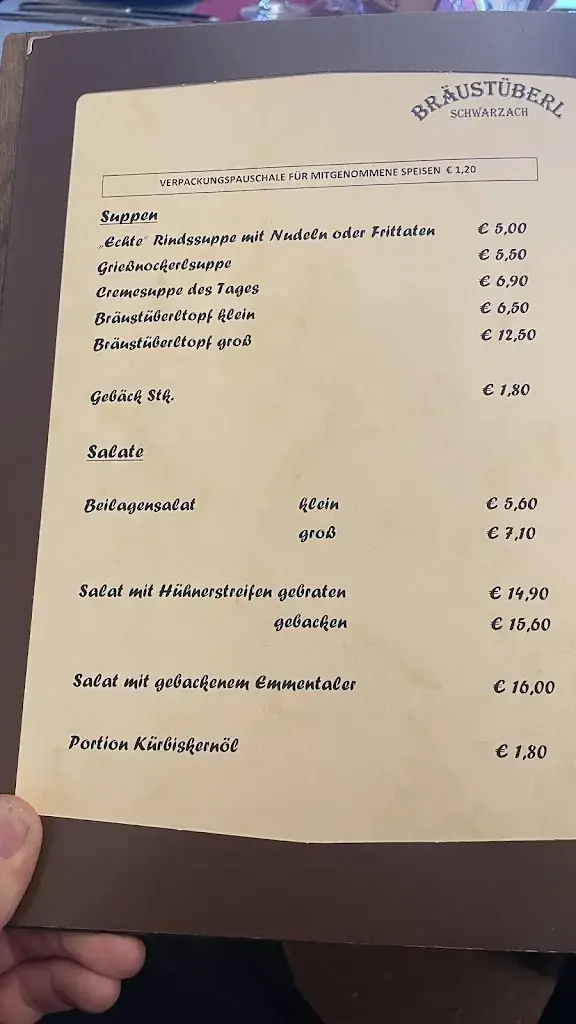 BRÄUSTÜBERL
SCHWARZACH
VERPACKUNGSPAUSCHALE FÜR MITGENOMMENE SPEISEN € 1,20
Suppen
„Echte" Rindssuppe mit Nudeln oder Frittaten € 5,00
Grießnockerlsuppe € 5,50
Cremesuppe des Tages € 6,90
Bräustüberltopf klein € 6,50
Bräustüberltopf groß € 12,50
Gebäck Stk. € 1,80
Salate
Beilagensalat klein € 5,60
groß € 7,10
Salat mit Hühnerstreifen gebraten € 14,90
gebacken € 15,60
Salat mit gebackenem Emmentaler € 16,00
Portion Kürbiskernöl € 1,80